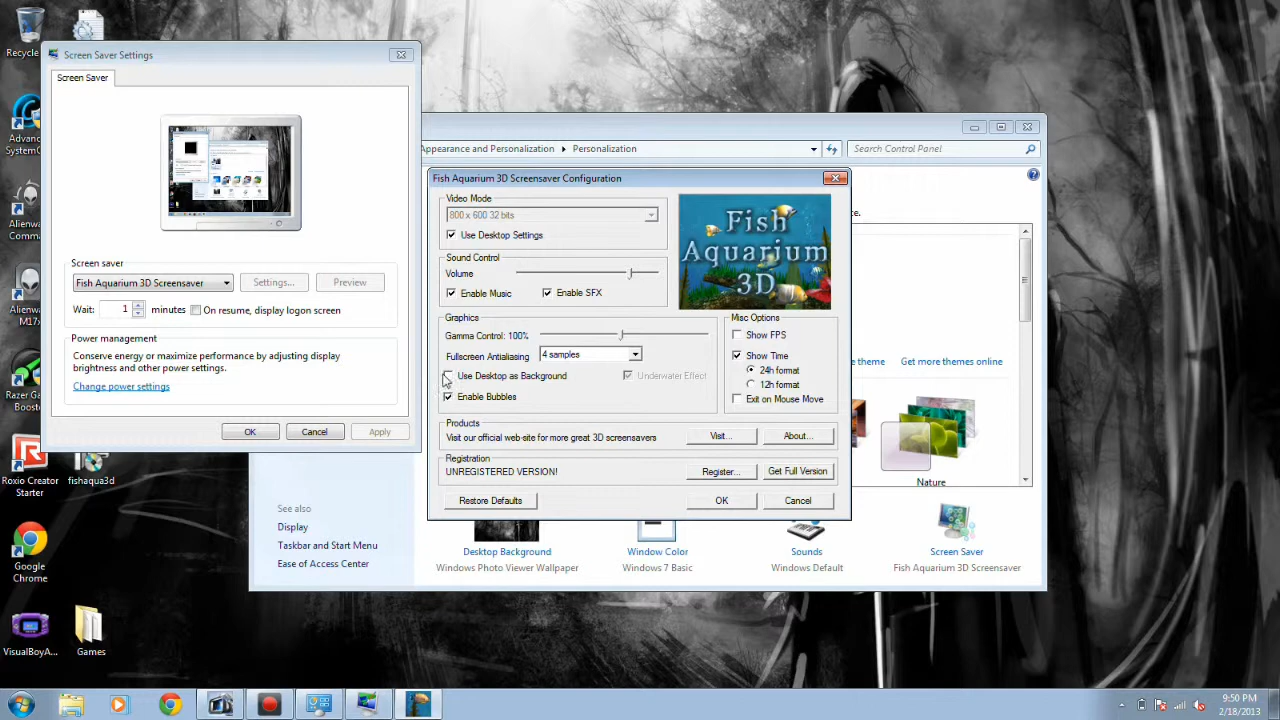 Recycle
Advanc
SystemC
Alienwa
Comma
Alienwa
M17x
Razer Ga
Boost
Roxio Creator
Starter
fishaqua3d
Google
Chrome
VisualBoyA...
Games
Screen Saver Settings
Screen Saver
Screen saver
Fish Aquarium 3D Screensaver
Settings...
Preview
Wait:
1
minutes
On resume, display logon screen
Power management
Conserve energy or maximize performance by adjusting display
brightness and other power settings.
Change power settings
OK
Cancel
Apply
Appearance and Personalization
Personalization
Search Control Panel
ce.
e theme
Get more themes online
Nature
See also
Display
Taskbar and Start Menu
Ease of Access Center
Desktop Background
Windows Photo Viewer Wallpaper
Window Color
Windows 7 Basic
Sounds
Windows Default
Screen Saver
Fish Aquarium 3D Screensaver
Fish Aquarium 3D Screensaver Configuration
Video Mode
800 x 600 32 bits
Use Desktop Settings
Sound Control
Volume
Enable Music
Enable SFX
Fish
Aquarium
3D
Graphics
Gamma Control: 100%
Fullscreen Antialiasing
4 samples
Use Desktop as Background
Underwater Effect
Enable Bubbles
Misc Options
Show FPS
Show Time
24h format
12h format
Exit on Mouse Move
Products
Visit our official web-site for more great 3D screensavers
Visit...
About...
Registration
UNREGISTERED VERSION!
Register...
Get Full Version
Restore Defaults
OK
Cancel
9:50 PM
2/18/2013